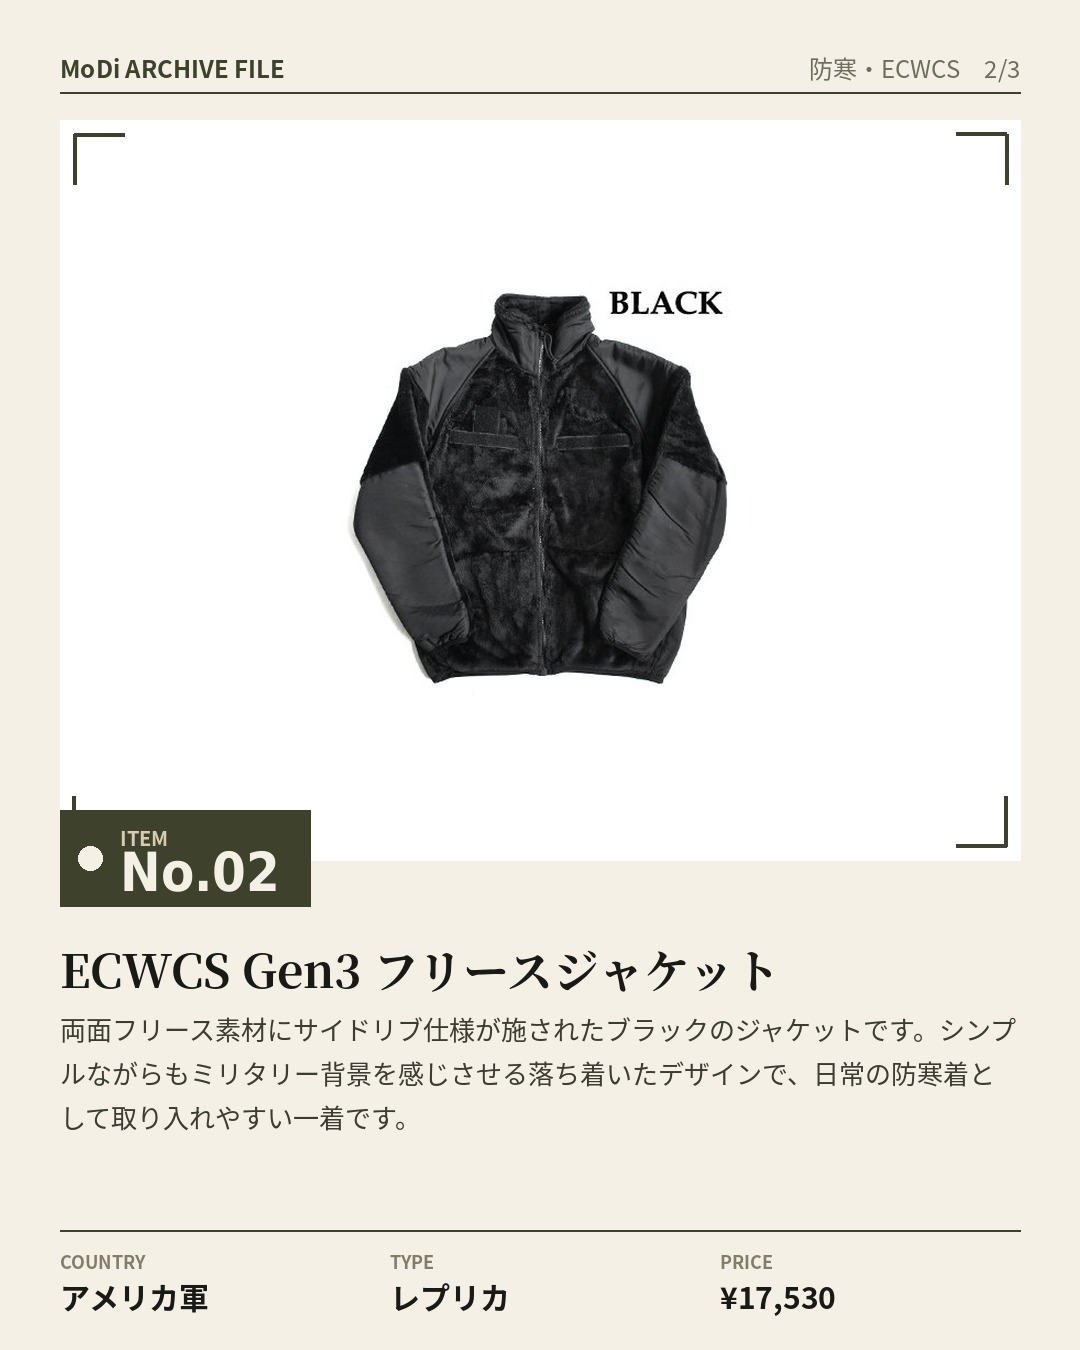 MoDi ARCHIVE FILE
防寒・ECWCS 2/3
BLACK
ITEM
No.02
ECWCS Gen3 フリースジャケット
両面フリース素材にサイドリブ仕様が施されたブラックのジャケットです。シンプ
ルながらもミリタリー背景を感じさせる落ち着いたデザインで、日常の防寒着と
して取り入れやすい一着です。
COUNTRY
アメリカ軍
TYPE
レプリカ
PRICE
¥17,530